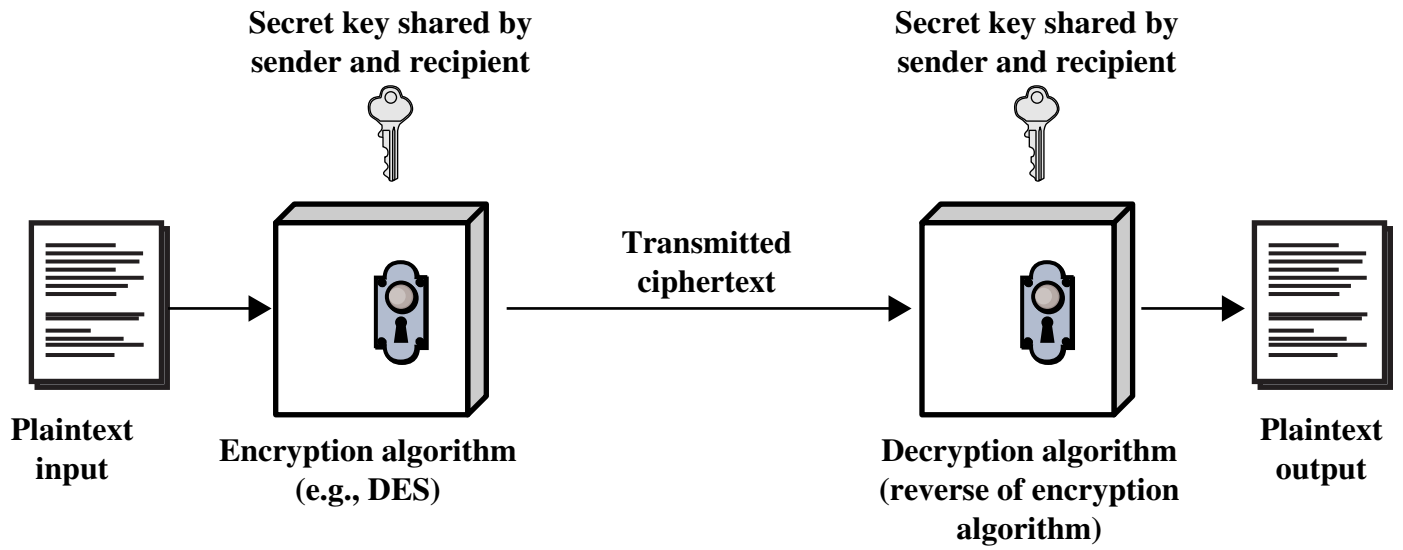 Secret key shared by
sender and recipient
Secret key shared by
sender and recipient
Transmitted
ciphertext
Plaintext
input
Encryption algorithm
(e.g., DES)
Decryption algorithm
(reverse of encryption
algorithm)
Plaintext
output